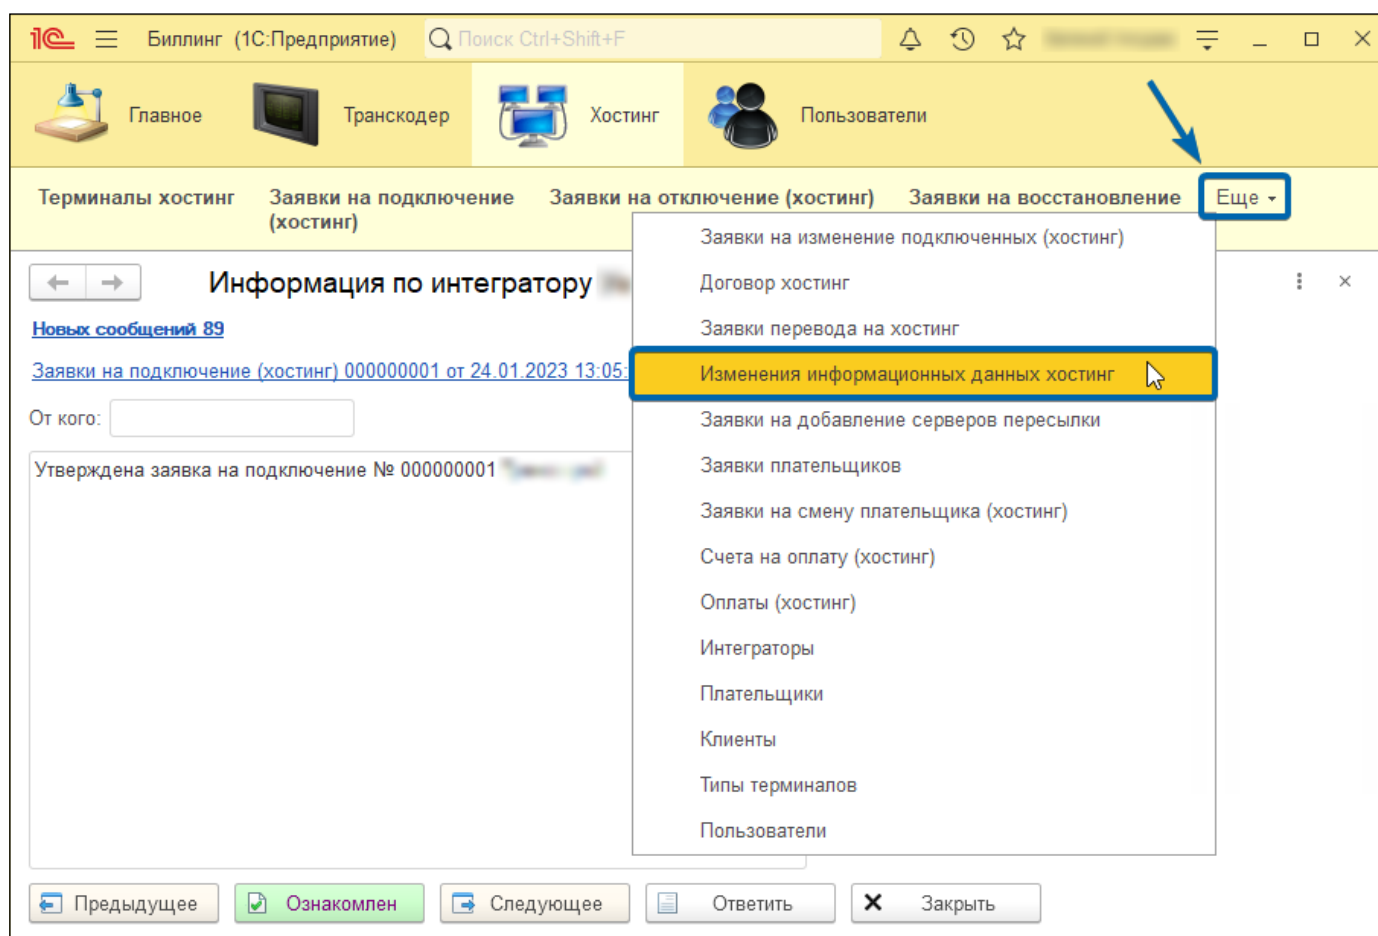 1С Биллинг (1С:Предприятие) Поиск Ctrl+Shift+F
Главное Транскодер Хостинг Пользователи
Терминалы хостинг Заявки на подключение (хостинг) Заявки на отключение (хостинг) Заявки на восстановление Еще
Информация по интегратору
Новых сообщений 89
Заявки на подключение (хостинг) 000000001 от 24.01.2023 13:05:
От кого:
Утверждена заявка на подключение № 000000001
Заявки на изменение подключенных (хостинг)
Договор хостинг
Заявки перевода на хостинг
Изменения информационных данных хостинг
Заявки на добавление серверов пересылки
Заявки плательщиков
Заявки на смену плательщика (хостинг)
Счета на оплату (хостинг)
Оплаты (хостинг)
Интеграторы
Плательщики
Клиенты
Типы терминалов
Пользователи
Предыдущее Ознакомлен Следующее Ответить Закрыть